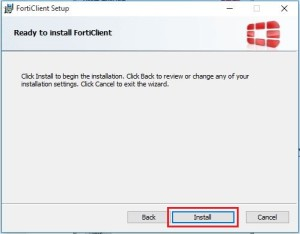 FortiClient Setup
Ready to install FortiClient
Click Install to begin the installation. Click Back to review or change any of your
installation settings. Click Cancel to exit the wizard.
Back Install Cancel